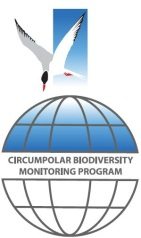 CIRCUMPOLAR BIODIVERSITY
MONITORING PROGRAM